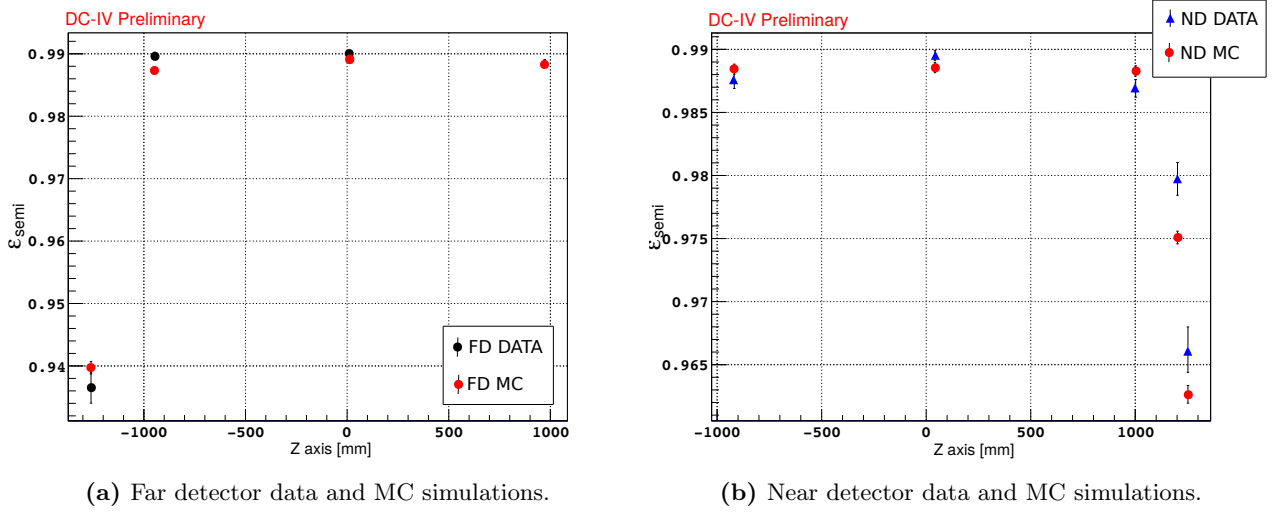 DC-IV Preliminary
0.99
0.98
0.97
0.96
0.95
0.94
εsemi
FD DATA
FD MC
−1000
−500
0
500
1000
Z axis [mm]
(a) Far detector data and MC simulations.
DC-IV Preliminary
ND DATA
ND MC
0.99
0.985
0.98
0.975
0.97
0.965
εsemi
−1000
−500
0
500
1000
Z axis [mm]
(b) Near detector data and MC simulations.